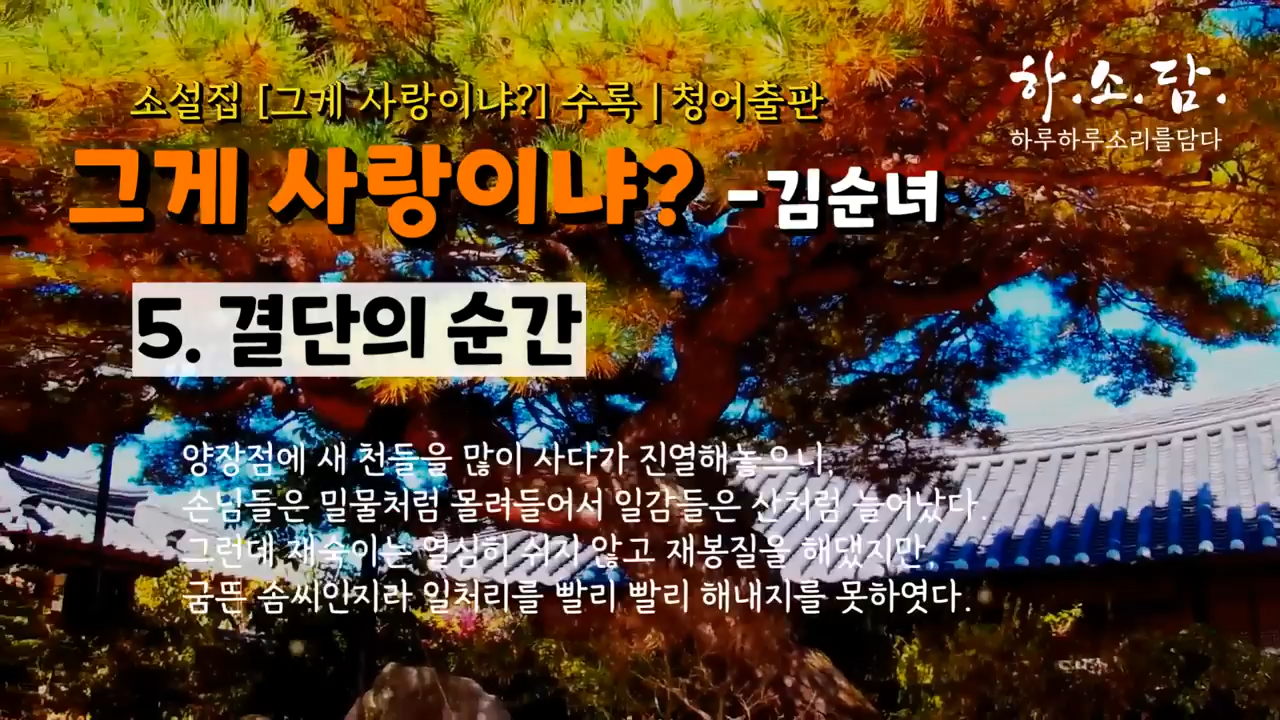 소설집 [그게 사랑이냐?] 수록 | 청어출판
하.소.담.
하루하루소리를담다
그게 사랑이냐? -김순녀
5. 결단의 순간
양장점에 새 천들을 많이 사다가 진열해놓으니,
손님들은 밀물처럼 몰려들어서 일감들은 산처럼 늘어났다.
그런데 재숙이는 열심히 쉬지 않고 재봉질을 해댔지만,
굼뜬 솜씨인지라 일처리를 빨리 빨리 해내지를 못하엿다.